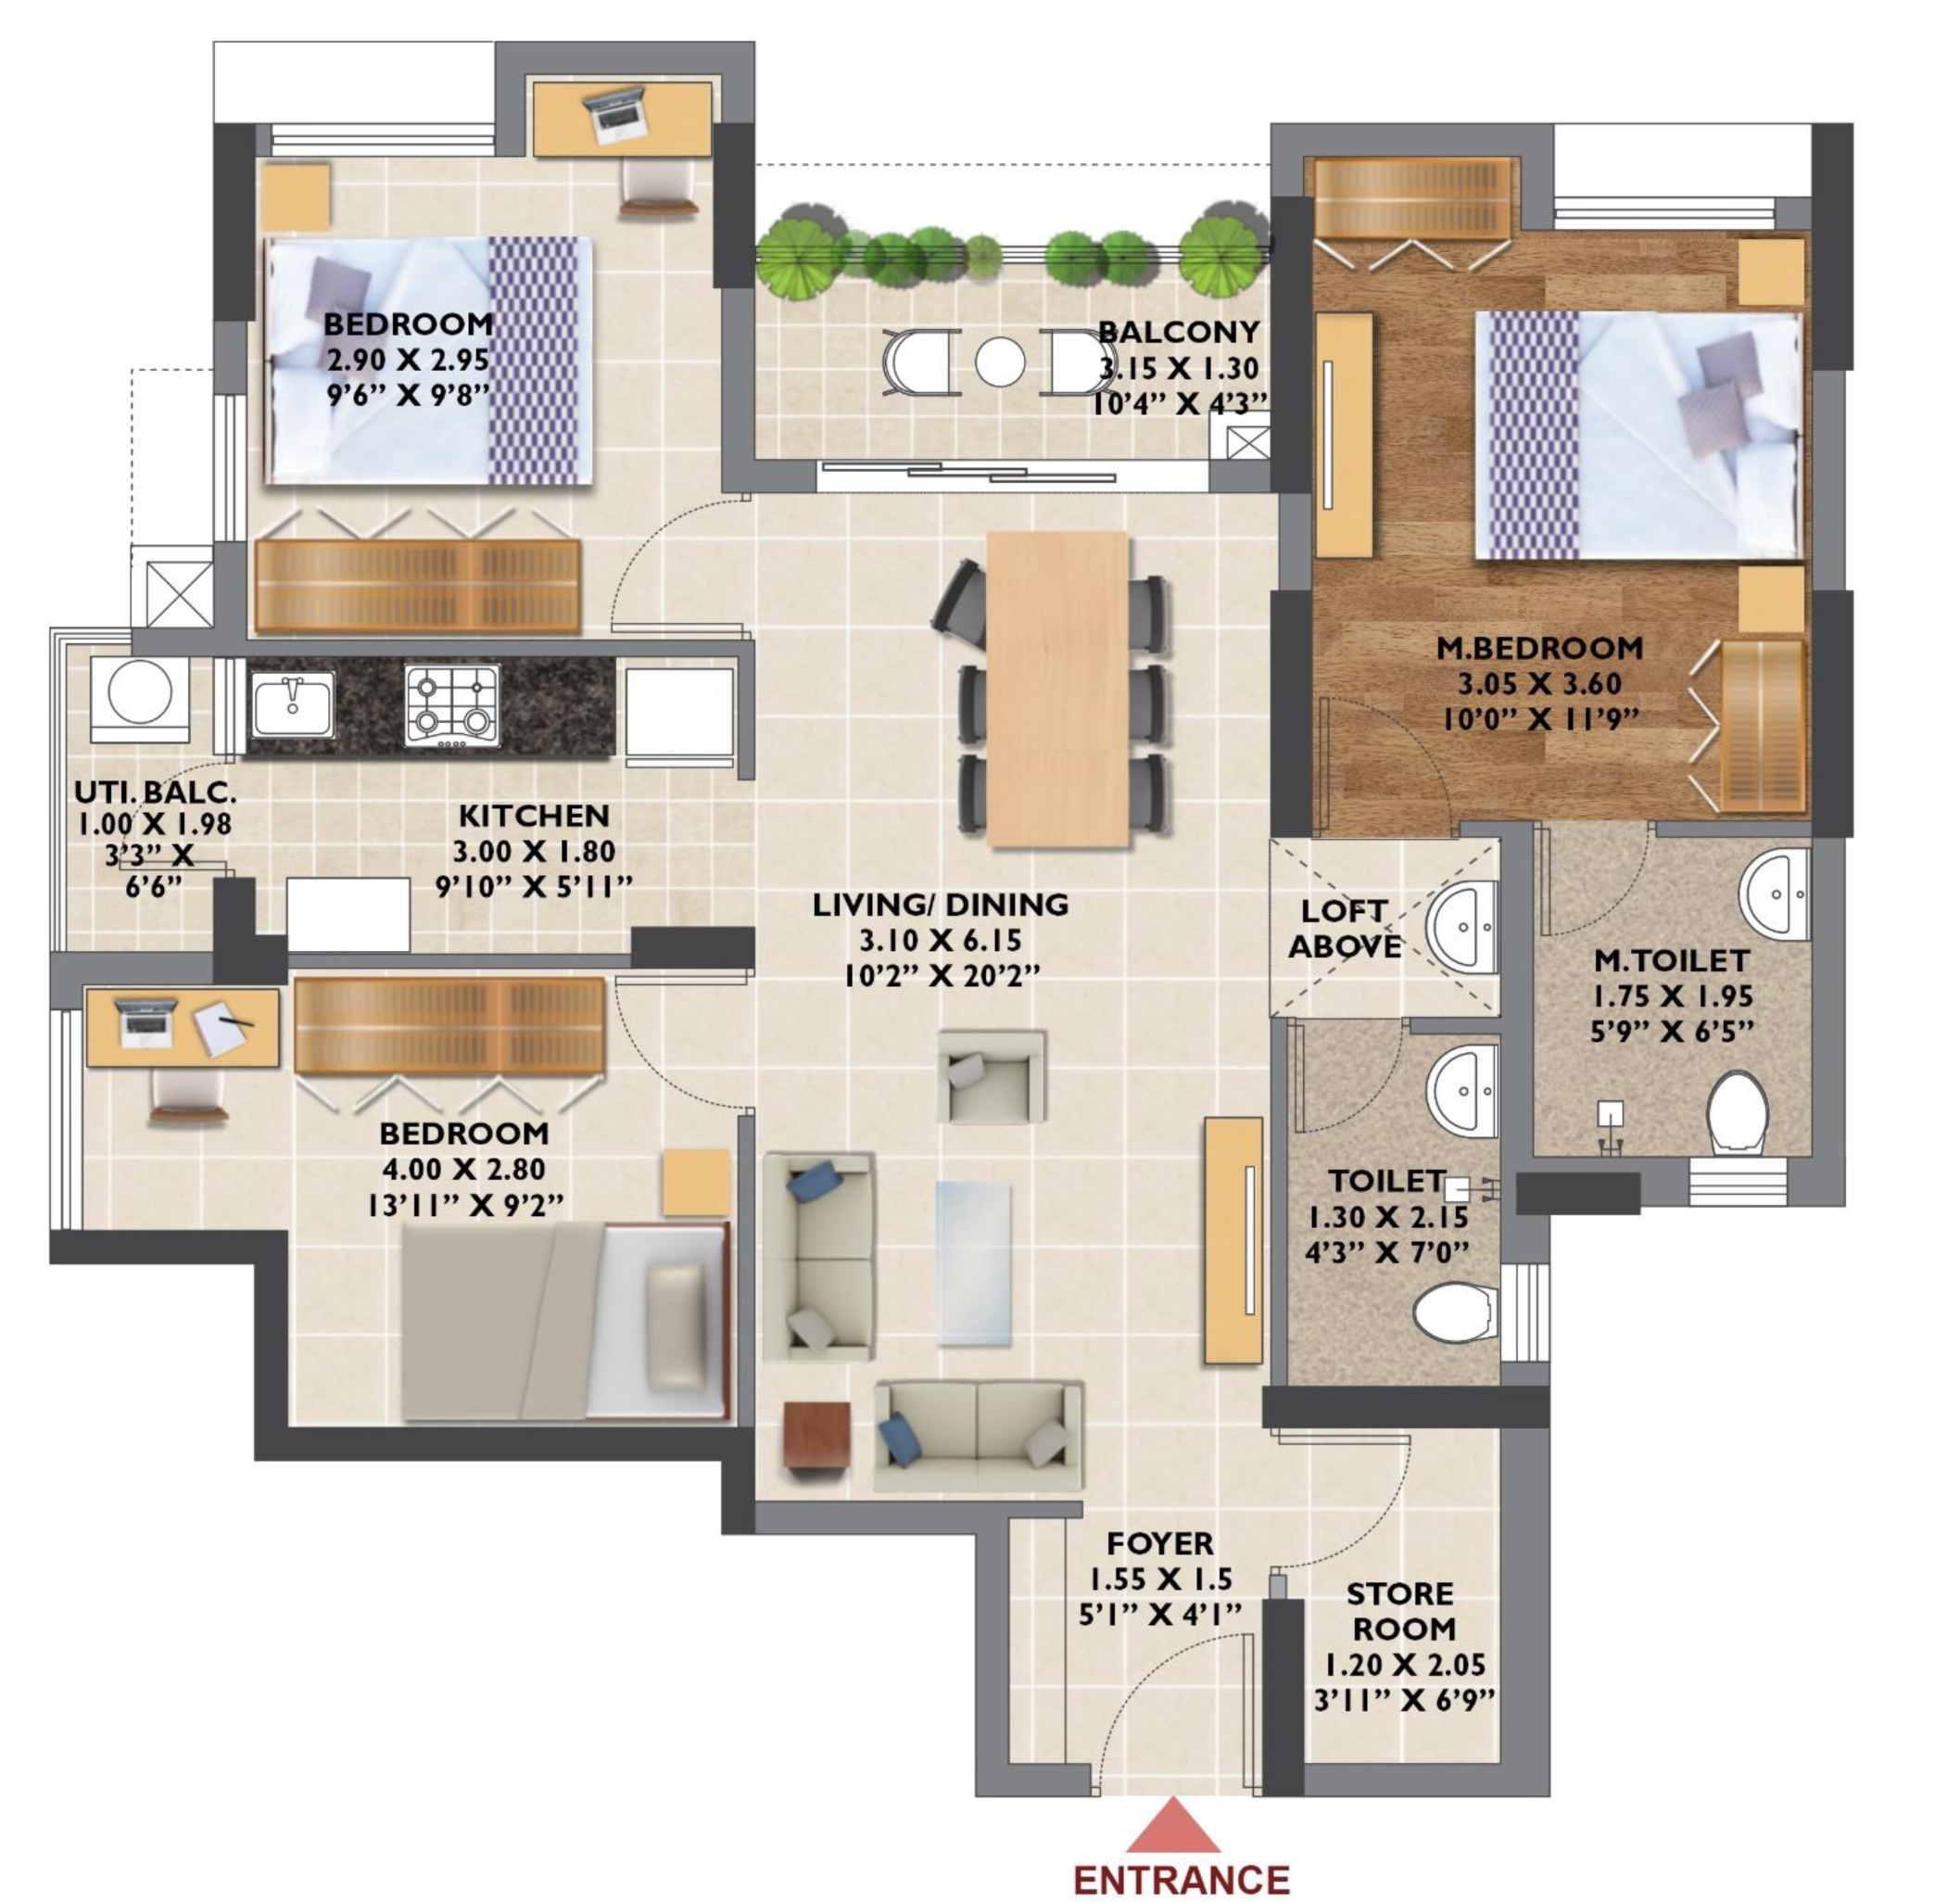 BEDROOM
2.90 X 2.95
9'6” X 9'8”
BALCONY
3.15 X 1.30
10'4” X 4'3”
M.BEDROOM
3.05 X 3.60
10'0” X 11'9”
UTI. BALC.
1.00 X 1.98
3'3” X
6'6”
KITCHEN
3.00 X 1.80
9'10” X 5'11”
LIVING/ DINING
3.10 X 6.15
10'2” X 20'2”
LOFT
ABOVE
M.TOILET
1.75 X 1.95
5'9” X 6'5”
BEDROOM
4.00 X 2.80
13'11” X 9'2”
TOILET
1.30 X 2.15
4'3” X 7'0”
FOYER
1.55 X 1.5
5'1” X 4'1”
STORE
ROOM
1.20 X 2.05
3'11” X 6'9”
ENTRANCE